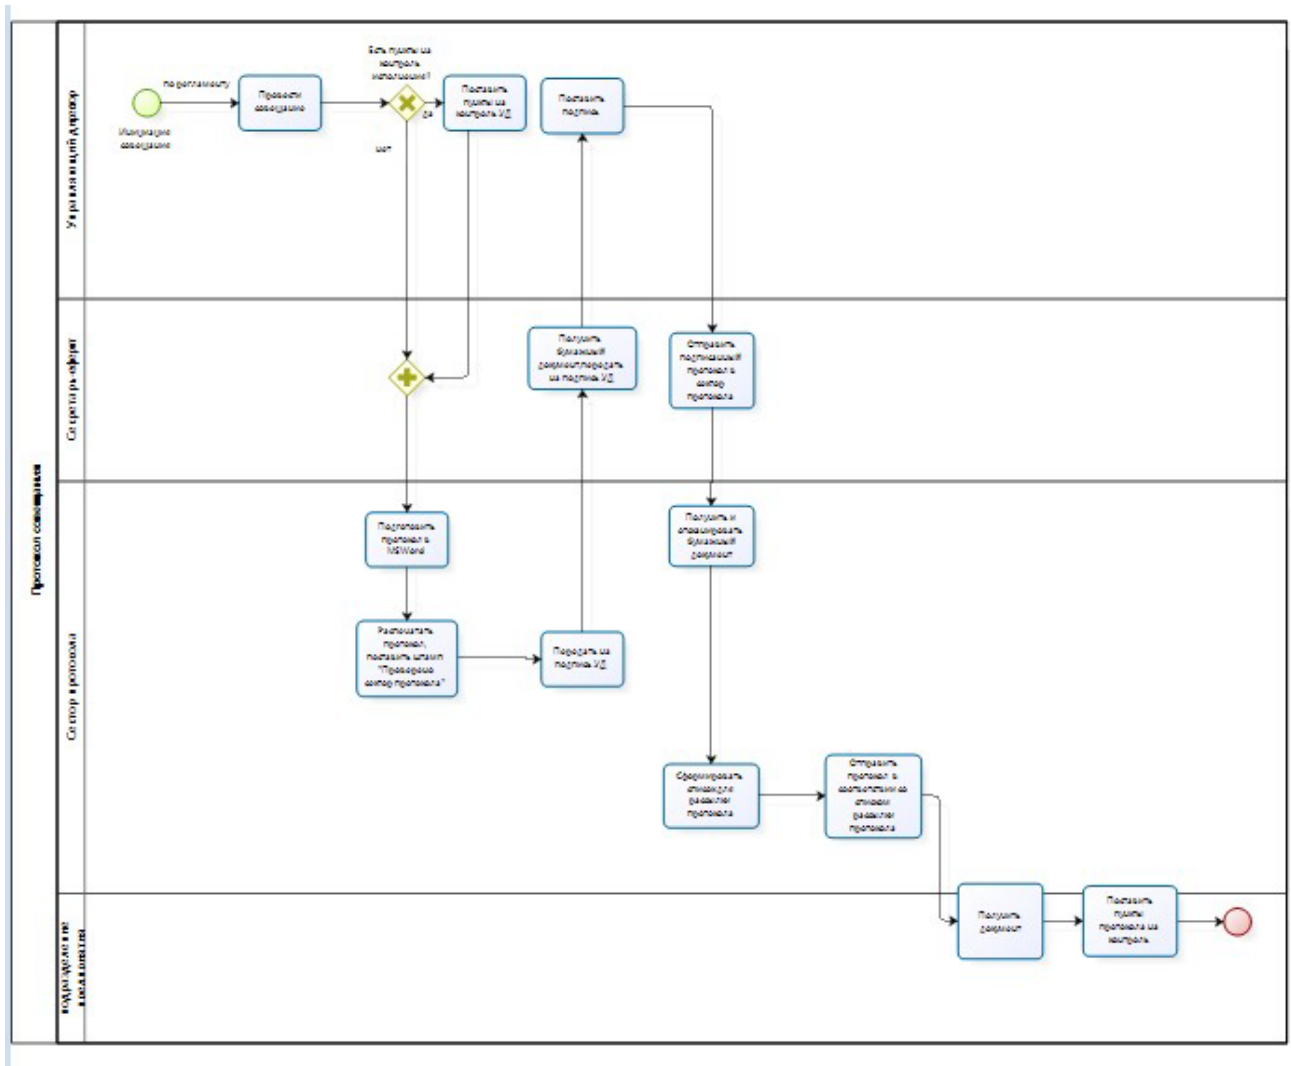 Протокол совещания
Управляющий директор
по регламенту
Инициация
совещания
Провести
совещание
Есть пункты на
контроль
исполнения?
да
нет
Поставить
пункты на
контроль УД
Поставить
подпись
Секретарь-референт
Получить
бумажный
документ,передать
на подпись УД
Отправить
подписанный
протокол в
сектор
протокола
Сектор протокола
Подготовить
протокол в
MSWord
Распечатать
протокол,
поставить штамп
"Проверено
сектор протокола"
Передать на
подпись УД
Получить и
отсканировать
бумажный
документ
Сформировать
список для
рассылки
протокола
Отправить
протокол в
соответствии со
списком
рассылки
протокола
подразделение
предприятия
Получить
документ
Поставить
пункты
протокола на
контроль